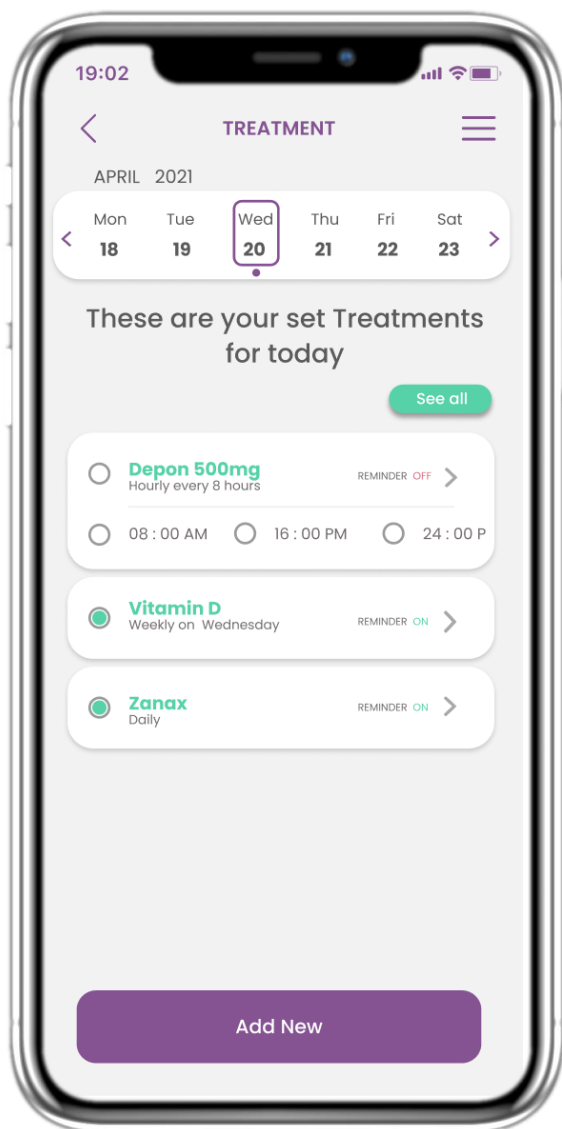 19:02
TREATMENT
APRIL 2021
Mon Tue Wed Thu Fri Sat
18 19 20 21 22 23
These are your set Treatments
for today
See all
Depon 500mg
Hourly every 8 hours
REMINDER OFF
08 : 00 AM 16 : 00 PM 24 : 00 P
Vitamin D
Weekly on Wednesday
REMINDER ON
Zanax
Daily
REMINDER ON
Add New